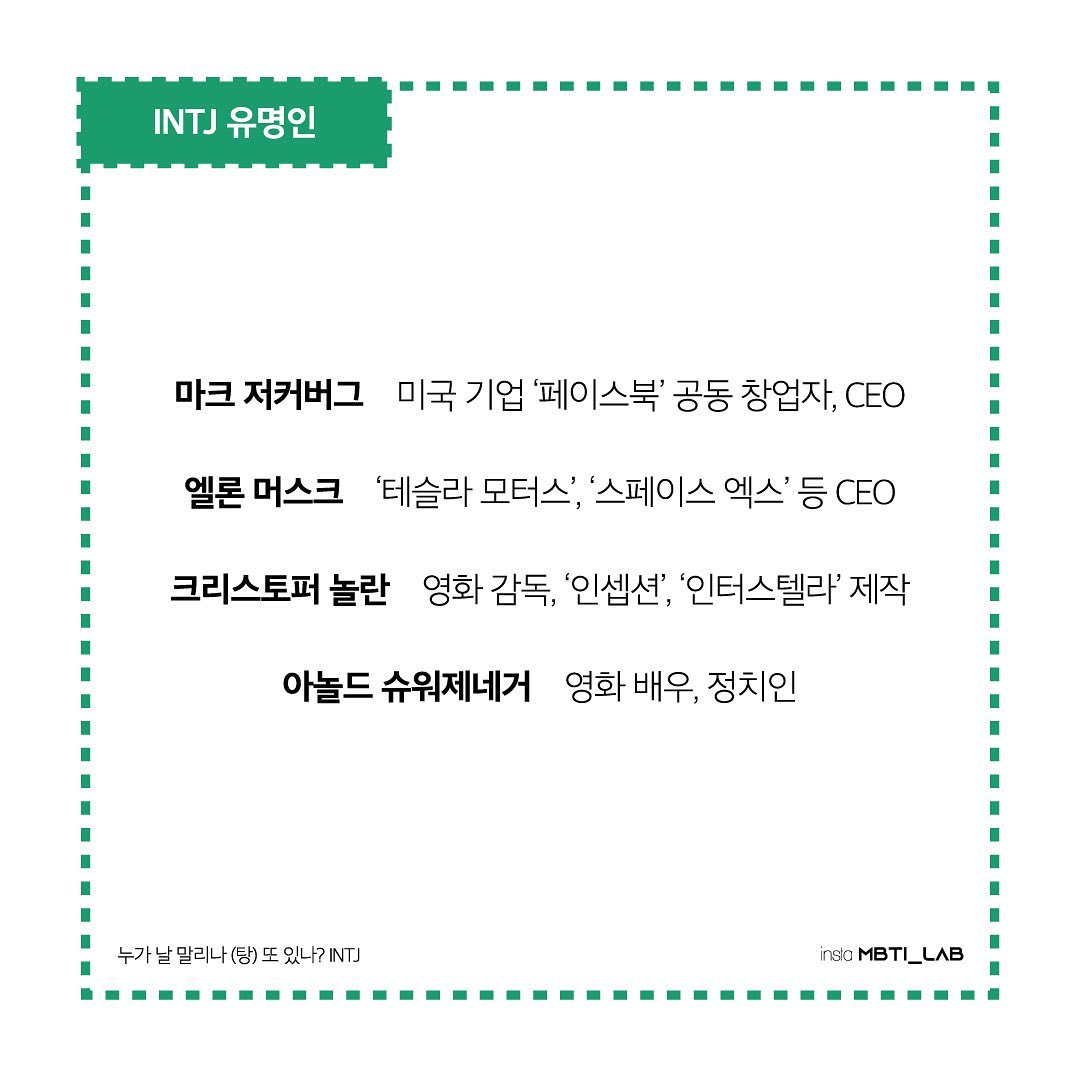 INTJ 유명인
마크 저커버그 미국 기업 ‘페이스북’ 공동 창업자, CEO
엘론 머스크 ‘테슬라 모터스’, ‘스페이스 엑스’ 등 CEO
크리스토퍼 놀란 영화 감독, ‘인셉션’, ‘인터스텔라’ 제작
아놀드 슈워제네거 영화 배우, 정치인
누가 날 말리나 (탕) 또 있나? INTJ
insta MBTI_LAB